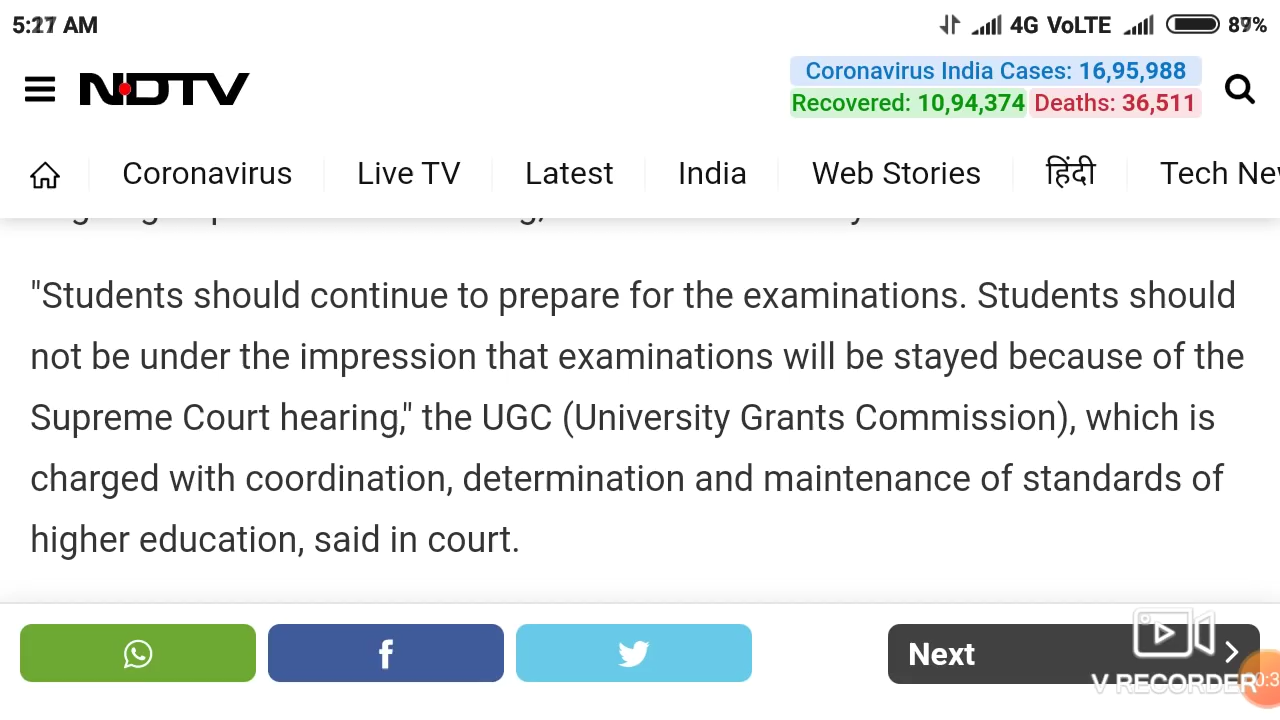 AM 4G VoLTE
NDTV
Coronavirus India Cases: 16,95,988
Recovered: 10,94,374 Deaths: 36,511
Coronavirus Live TV Latest India Web Stories हिंदी Tech
"Students should continue to prepare for the examinations. Students should
not be under the impression that examinations will be stayed because of the
Supreme Court hearing," the UGC (University Grants Commission), which is
charged with coordination, determination and maintenance of standards of
higher education, said in court.
Next
V RECORDER